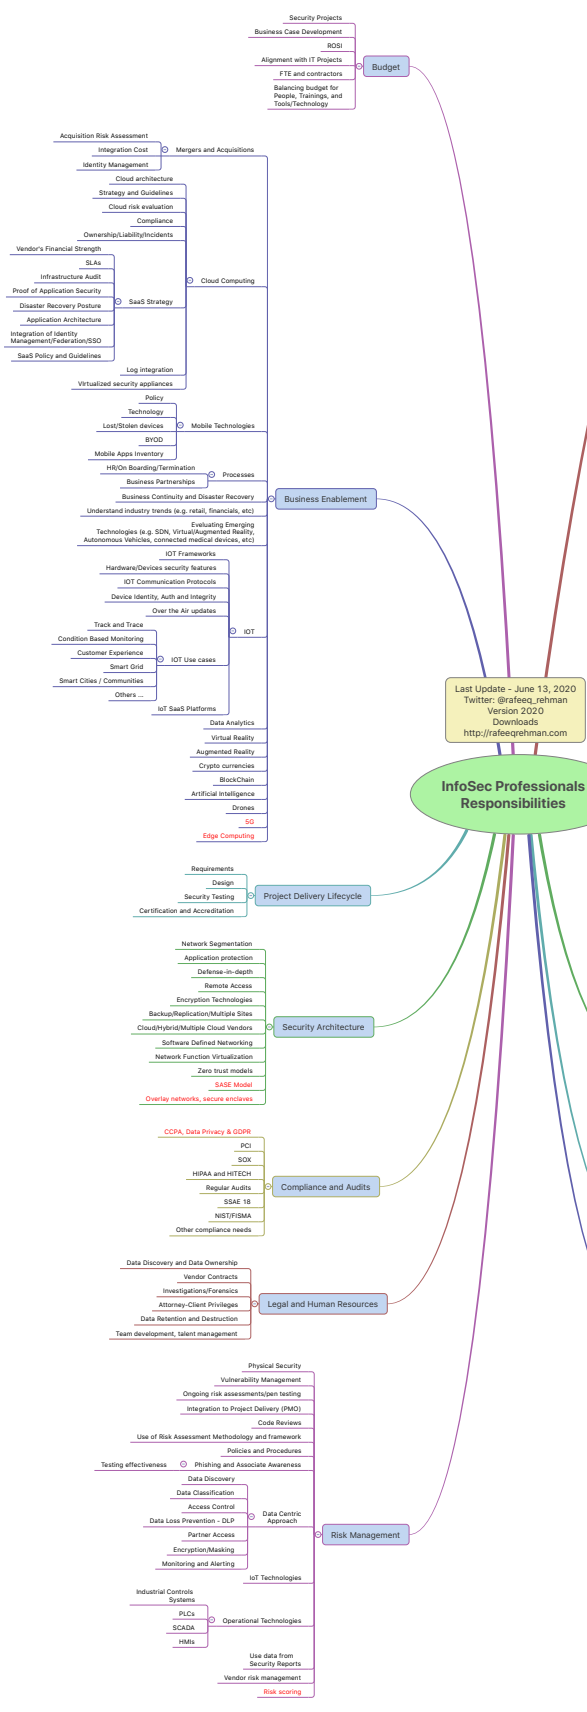 Security Projects
Business Case Development
ROSI
Alignment with IT Projects
FTE and contractors
Balancing budget for
People, Trainings, and
Tools/Technology
Budget
Acquisition Risk Assessment
Integration Cost
Identity Management
Mergers and Acquisitions
Cloud architecture
Strategy and Guidelines
Cloud risk evaluation
Compliance
Ownership/Liability/Incidents
Vendor's Financial Strength
SLAs
Infrastructure Audit
Proof of Application Security
Disaster Recovery Posture
Application Architecture
Integration of Identity
Management/Federation/SSO
SaaS Policy and Guidelines
SaaS Strategy
Log integration
Virtualized security appliances
Cloud Computing
Policy
Technology
Lost/Stolen devices
BYOD
Mobile Apps Inventory
Mobile Technologies
HR/On Boarding/Termination
Business Partnerships
Processes
Business Continuity and Disaster Recovery
Understand industry trends (e.g. retail, financials, etc)
Evaluating Emerging
Technologies (e.g. SDN, Virtual/Augmented Reality,
Autonomous Vehicles, connected medical devices, etc)
Business Enablement
IOT Frameworks
Hardware/Devices security features
IOT Communication Protocols
Device Identity, Auth and Integrity
Over the Air updates
Track and Trace
Condition Based Monitoring
Customer Experience
Smart Grid
Smart Cities / Communities
Others ...
IOT Use cases
IoT SaaS Platforms
IOT
Data Analytics
Virtual Reality
Augmented Reality
Crypto currencies
BlockChain
Artificial Intelligence
Drones
5G
Edge Computing
Last Update - June 13, 2020
Twitter: @rafeeq_rehman
Version 2020
Downloads
http://rafeeqrehman.com
InfoSec Professionals
Responsibilities
Requirements
Design
Security Testing
Certification and Accreditation
Project Delivery Lifecycle
Network Segmentation
Application protection
Defense-in-depth
Remote Access
Encryption Technologies
Backup/Replication/Multiple Sites
Cloud/Hybrid/Multiple Cloud Vendors
Software Defined Networking
Network Function Virtualization
Zero trust models
SASE Model
Overlay networks, secure enclaves
Security Architecture
CCPA, Data Privacy & GDPR
PCI
SOX
HIPAA and HITECH
Regular Audits
SSAE 18
NIST/FISMA
Other compliance needs
Compliance and Audits
Data Discovery and Data Ownership
Vendor Contracts
Investigations/Forensics
Attorney-Client Privileges
Data Retention and Destruction
Team development, talent management
Legal and Human Resources
Physical Security
Vulnerability Management
Ongoing risk assessments/pen testing
Integration to Project Delivery (PMO)
Code Reviews
Use of Risk Assessment Methodology and framework
Policies and Procedures
Testing effectiveness
Phishing and Associate Awareness
Data Discovery
Data Classification
Access Control
Data Loss Prevention - DLP
Partner Access
Encryption/Masking
Monitoring and Alerting
Data Centric
Approach
IoT Technologies
Industrial Controls
Systems
PLCs
SCADA
HMIs
Operational Technologies
Use data from
Security Reports
Vendor risk management
Risk scoring
Risk Management